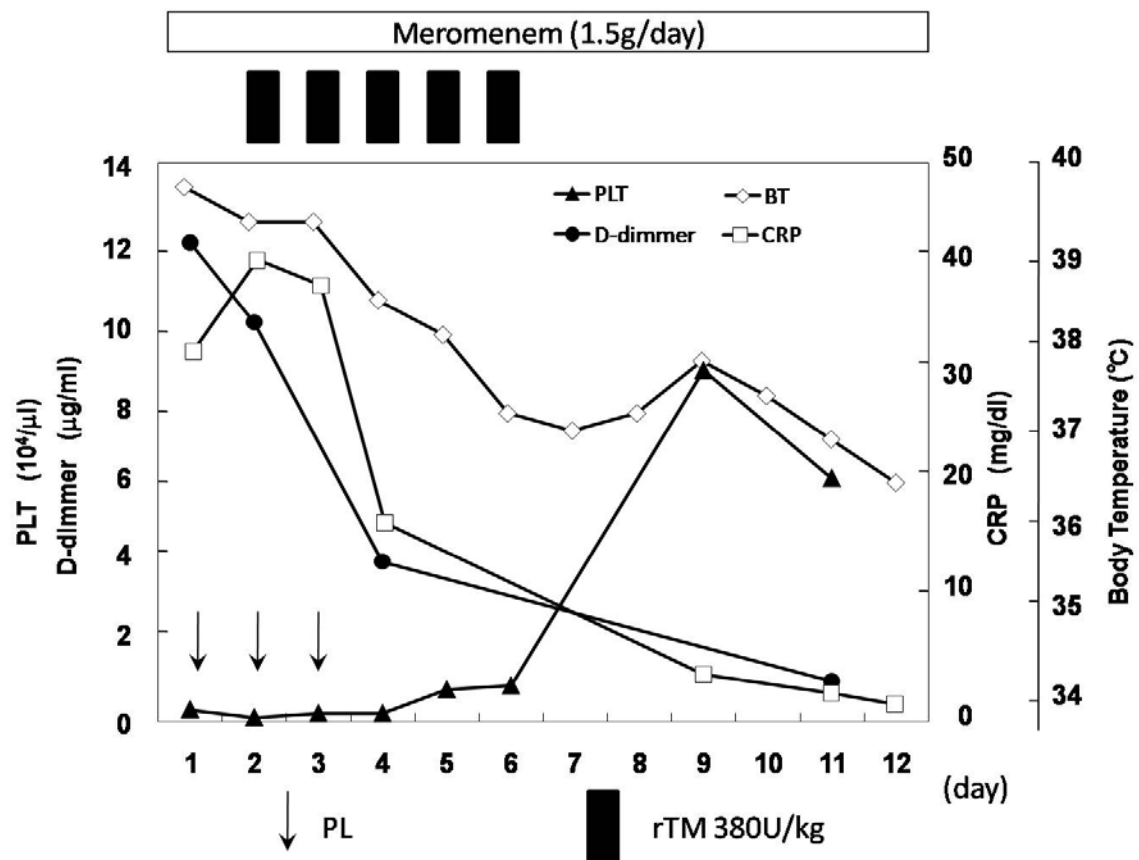 Meromenem (1.5g/day)
PLT
BT
D-dimmer
CRP
14
12
10
8
6
4
2
0
PLT (10⁴/μl)
D-dImmer (μg/ml)
50
40
30
20
10
0
CRP (mg/dl)
40
39
38
37
36
35
34
Body Temperature (℃)
1 2 3 4 5 6 7 8 9 10 11 12
(day)
PL
rTM 380U/kg